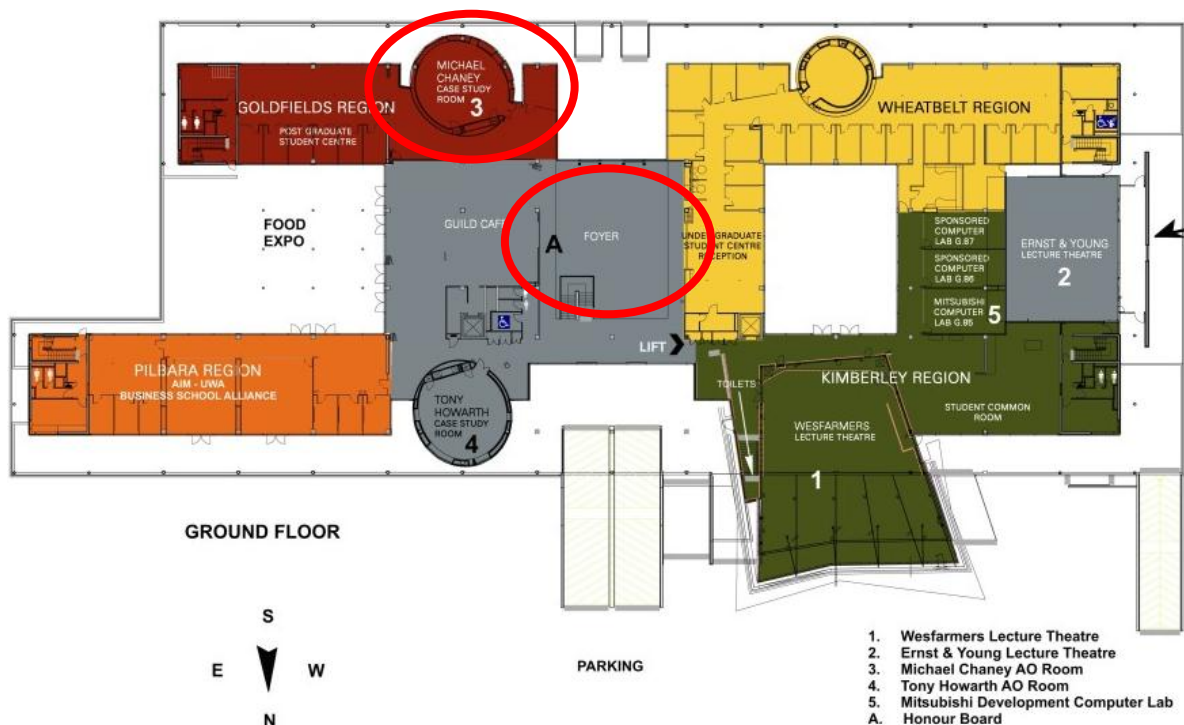 MICHAEL
CHANEY
CASE STUDY
ROOM
3
GOLDFIELDS REGION
POST GRADUATE
STUDENT CENTRE
WHEATBELT REGION
FOOD
EXPO
GUILD CAFE
A
FOYER
UNDERGRADUATE
STUDENT CENTRE
RECEPTION
SPONSORED
COMPUTER
LAB G.87
SPONSORED
COMPUTER
LAB G.86
MITSUBISHI
COMPUTER
LAB G.85
5
ERNST & YOUNG
LECTURE THEATRE
2
LIFT
PILBARA REGION
AIM - UWA
BUSINESS SCHOOL ALLIANCE
TONY
HOWARTH
CASE STUDY
ROOM
4
TOILETS
KIMBERLEY REGION
STUDENT COMMON
ROOM
WESFARMERS
LECTURE THEATRE
1
GROUND FLOOR
S
E W
N
PARKING
1. Wesfarmers Lecture Theatre
2. Ernst & Young Lecture Theatre
3. Michael Chaney AO Room
4. Tony Howarth AO Room
5. Mitsubishi Development Computer Lab
A. Honour Board